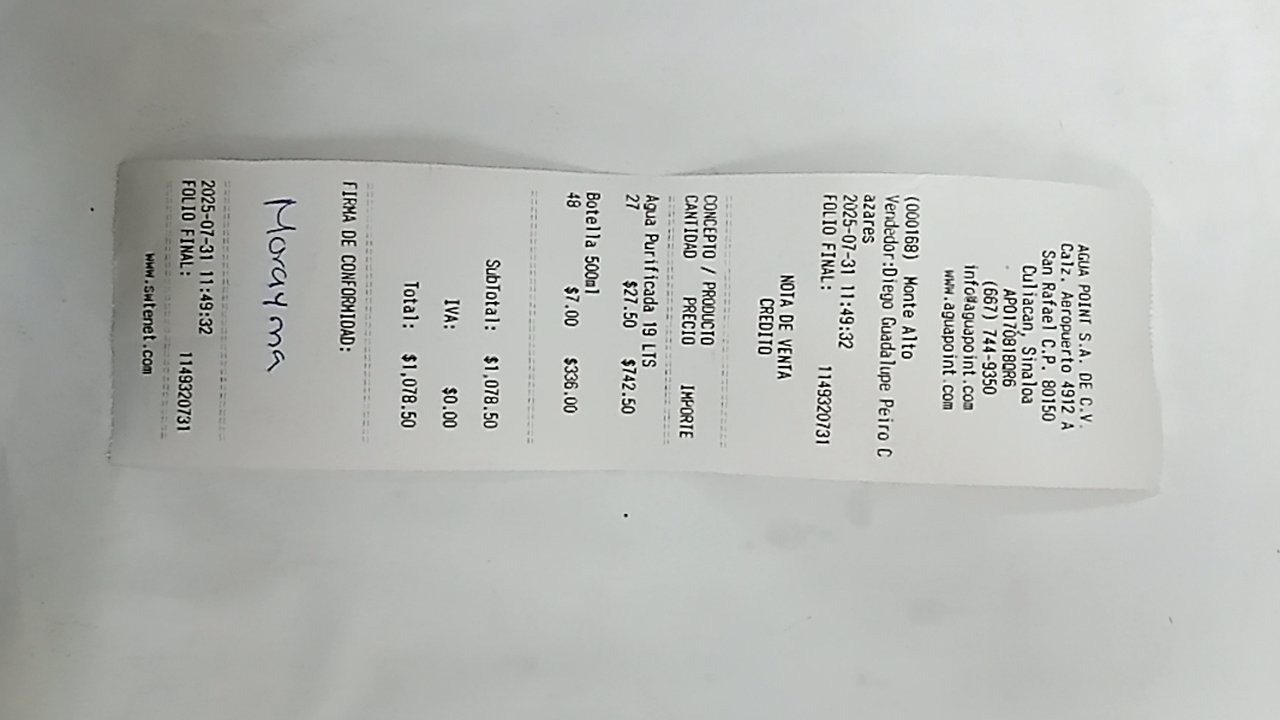 AGUA POINT S.A. DE C.V.
Calz. Aeropuerto 4912 A
San Rafael C.P. 80150
Culiacan, Sinaloa
APO170818QR6
(667) 744-9350
info@aguapoint.com
www.aguapoint.com
(000168) Monte Alto
Vendedor:Diego Guadalupe Peiro C
azares
2025-07-31 11:49:32
FOLIO FINAL: 1149320731
NOTA DE VENTA
CREDITO
CONCEPTO / PRODUCTO
CANTIDAD PRECIO IMPORTE
Agua Purificada 19 LTS
27 $27.50 $742.50
Botella 500ml
48 $7.00 $336.00
SubTotal: $1,078.50
IVA: $0.00
Total: $1,078.50
FIRMA DE CONFORMIDAD:
Morayma
2025-07-31 11:49:32
FOLIO FINAL: 1149320731
www.swtenet.com